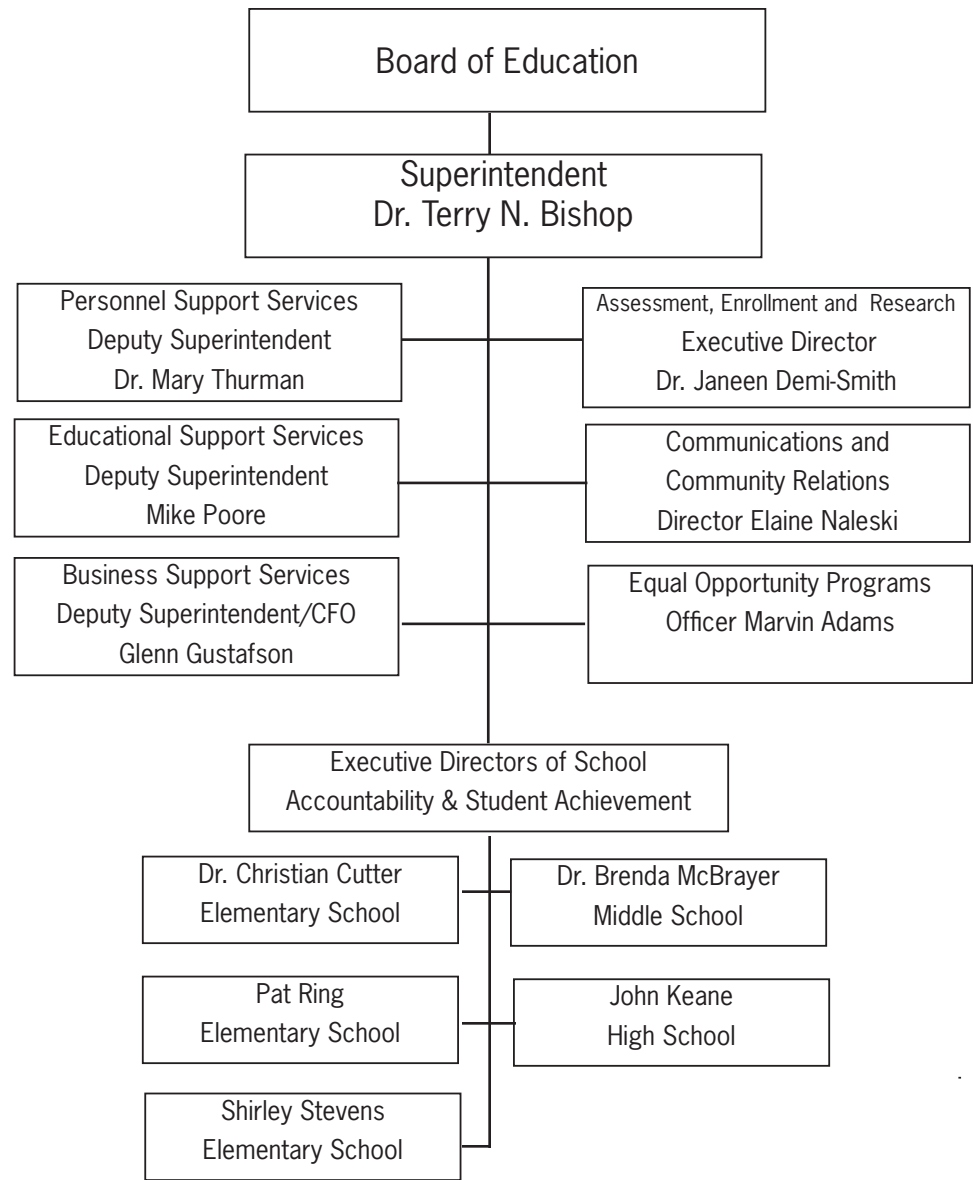 Board of Education
Superintendent
Dr. Terry N. Bishop
Personnel Support Services
Deputy Superintendent
Dr. Mary Thurman
Assessment, Enrollment and Research
Executive Director
Dr. Janeen Demi-Smith
Educational Support Services
Deputy Superintendent
Mike Poore
Communications and
Community Relations
Director Elaine Naleski
Business Support Services
Deputy Superintendent/CFO
Glenn Gustafson
Equal Opportunity Programs
Officer Marvin Adams
Executive Directors of School
Accountability & Student Achievement
Dr. Christian Cutter
Elementary School
Dr. Brenda McBrayer
Middle School
Pat Ring
Elementary School
John Keane
High School
Shirley Stevens
Elementary School